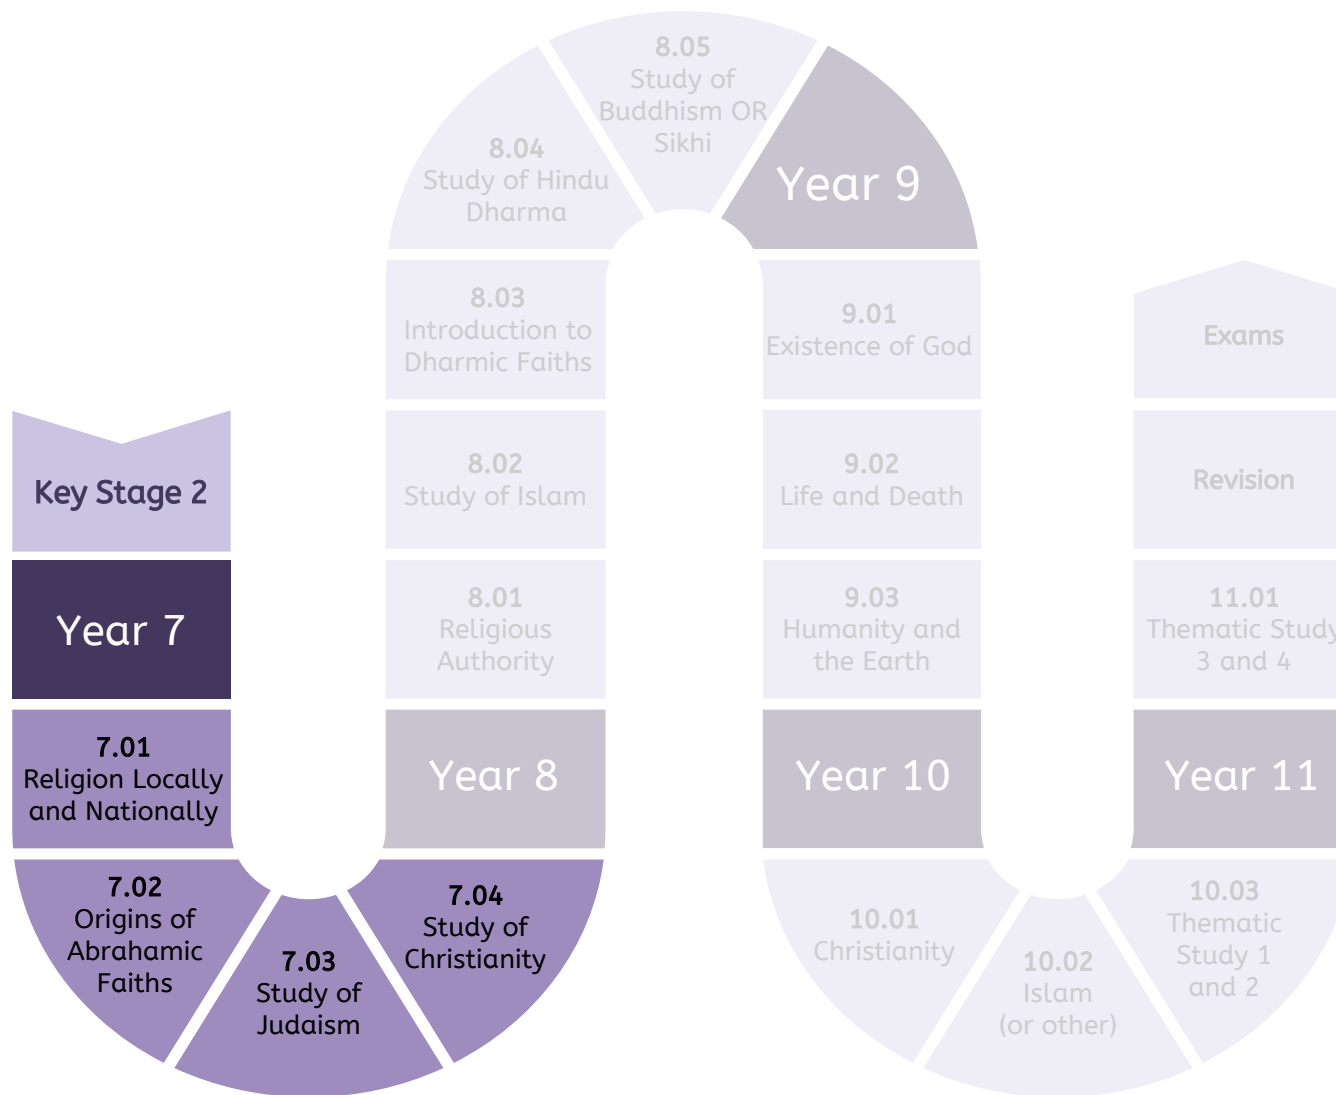 Key Stage 2
Year 7
7.01
Religion Locally
and Nationally
7.02
Origins of
Abrahamic
Faiths
7.03
Study of
Judaism
7.04
Study of
Christianity
Year 8
8.01
Religious
Authority
8.02
Study of Islam
8.03
Introduction to
Dharmic Faiths
8.04
Study of Hindu
Dharma
8.05
Study of
Buddhism OR
Sikhi
Year 9
9.01
Existence of God
9.02
Life and Death
9.03
Humanity and
the Earth
Year 10
10.01
Christianity
10.02
Islam
(or other)
10.03
Thematic
Study 1
and 2
Year 11
11.01
Thematic Study
3 and 4
Revision
Exams